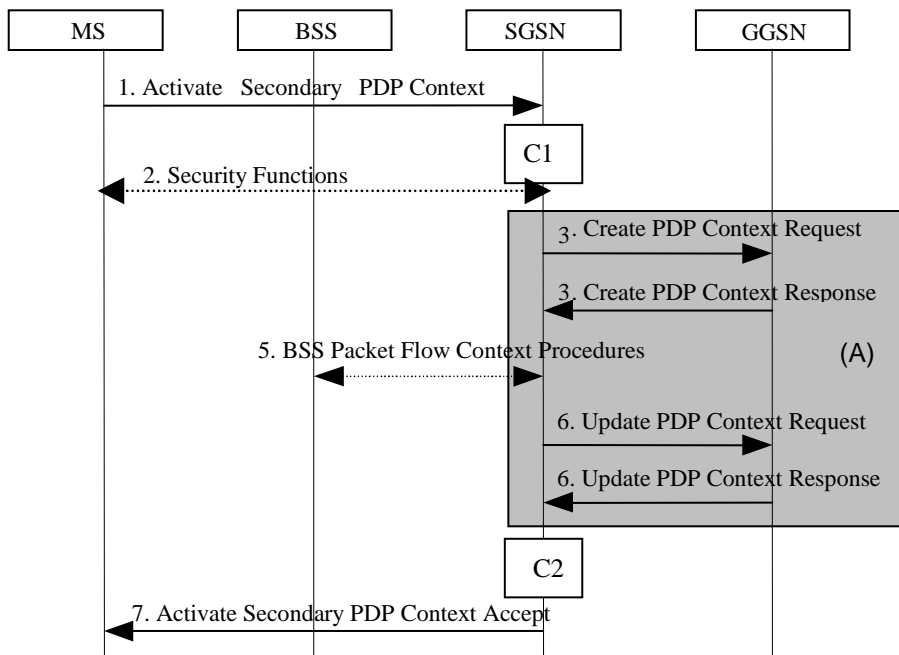 MS BSS SGSN GGSN
1. Activate Secondary PDP Context
C1
2. Security Functions
3. Create PDP Context Request
3. Create PDP Context Response
5. BSS Packet Flow Context Procedures
(A)
6. Update PDP Context Request
6. Update PDP Context Response
C2
7. Activate Secondary PDP Context Accept